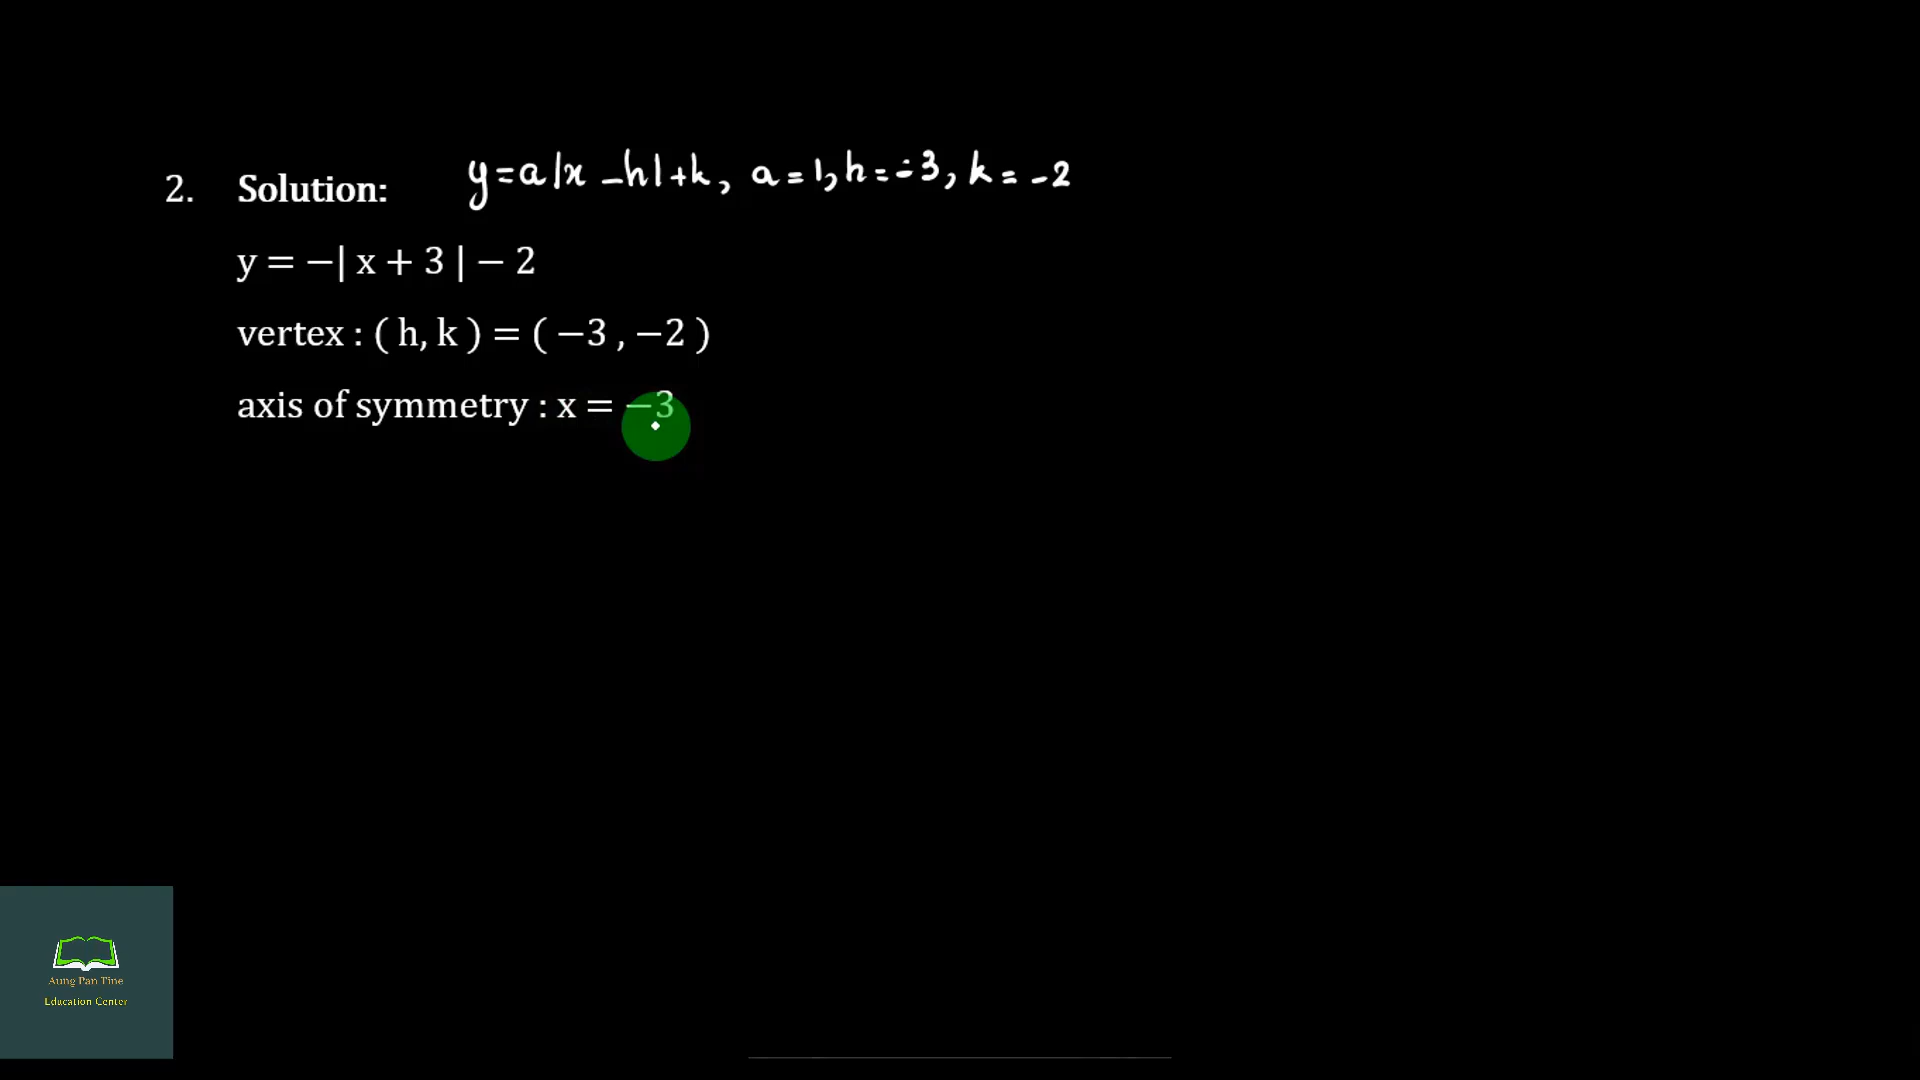 y=a|x-h|+k, a=1, h=-3, k=-2
2. Solution:
y = −| x + 3 | − 2
vertex : ( h, k ) = ( −3 , −2 )
axis of symmetry : x = −3
Aung Pan Tine
Education Center